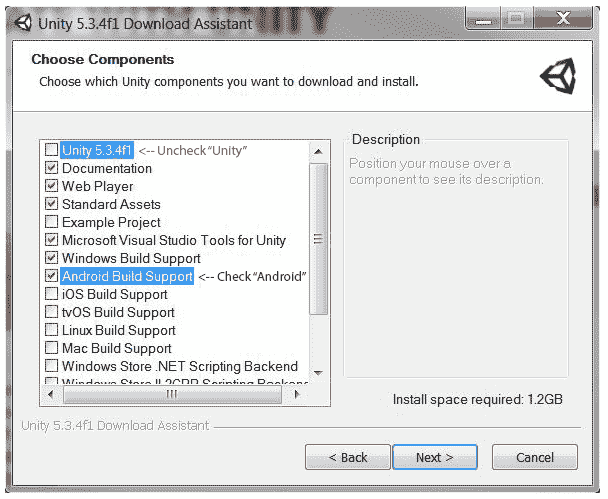 Unity 5.3.4f1 Download Assistant
Choose Components
Choose which Unity components you want to download and install.
Unity 5.3.4f1 <-- Uncheck "Unity"
Documentation
Web Player
Standard Assets
Example Project
Microsoft Visual Studio Tools for Unity
Windows Build Support
Android Build Support <-- Check "Android"
iOS Build Support
tvOS Build Support
Linux Build Support
Mac Build Support
Windows Store .NET Scripting Backend
Windows Store IL2CPP Scripting Backend
Description
Position your mouse over a
component to see its description.
Install space required: 1.2GB
Unity 5.3.4f1 Download Assistant
< Back
Next >
Cancel